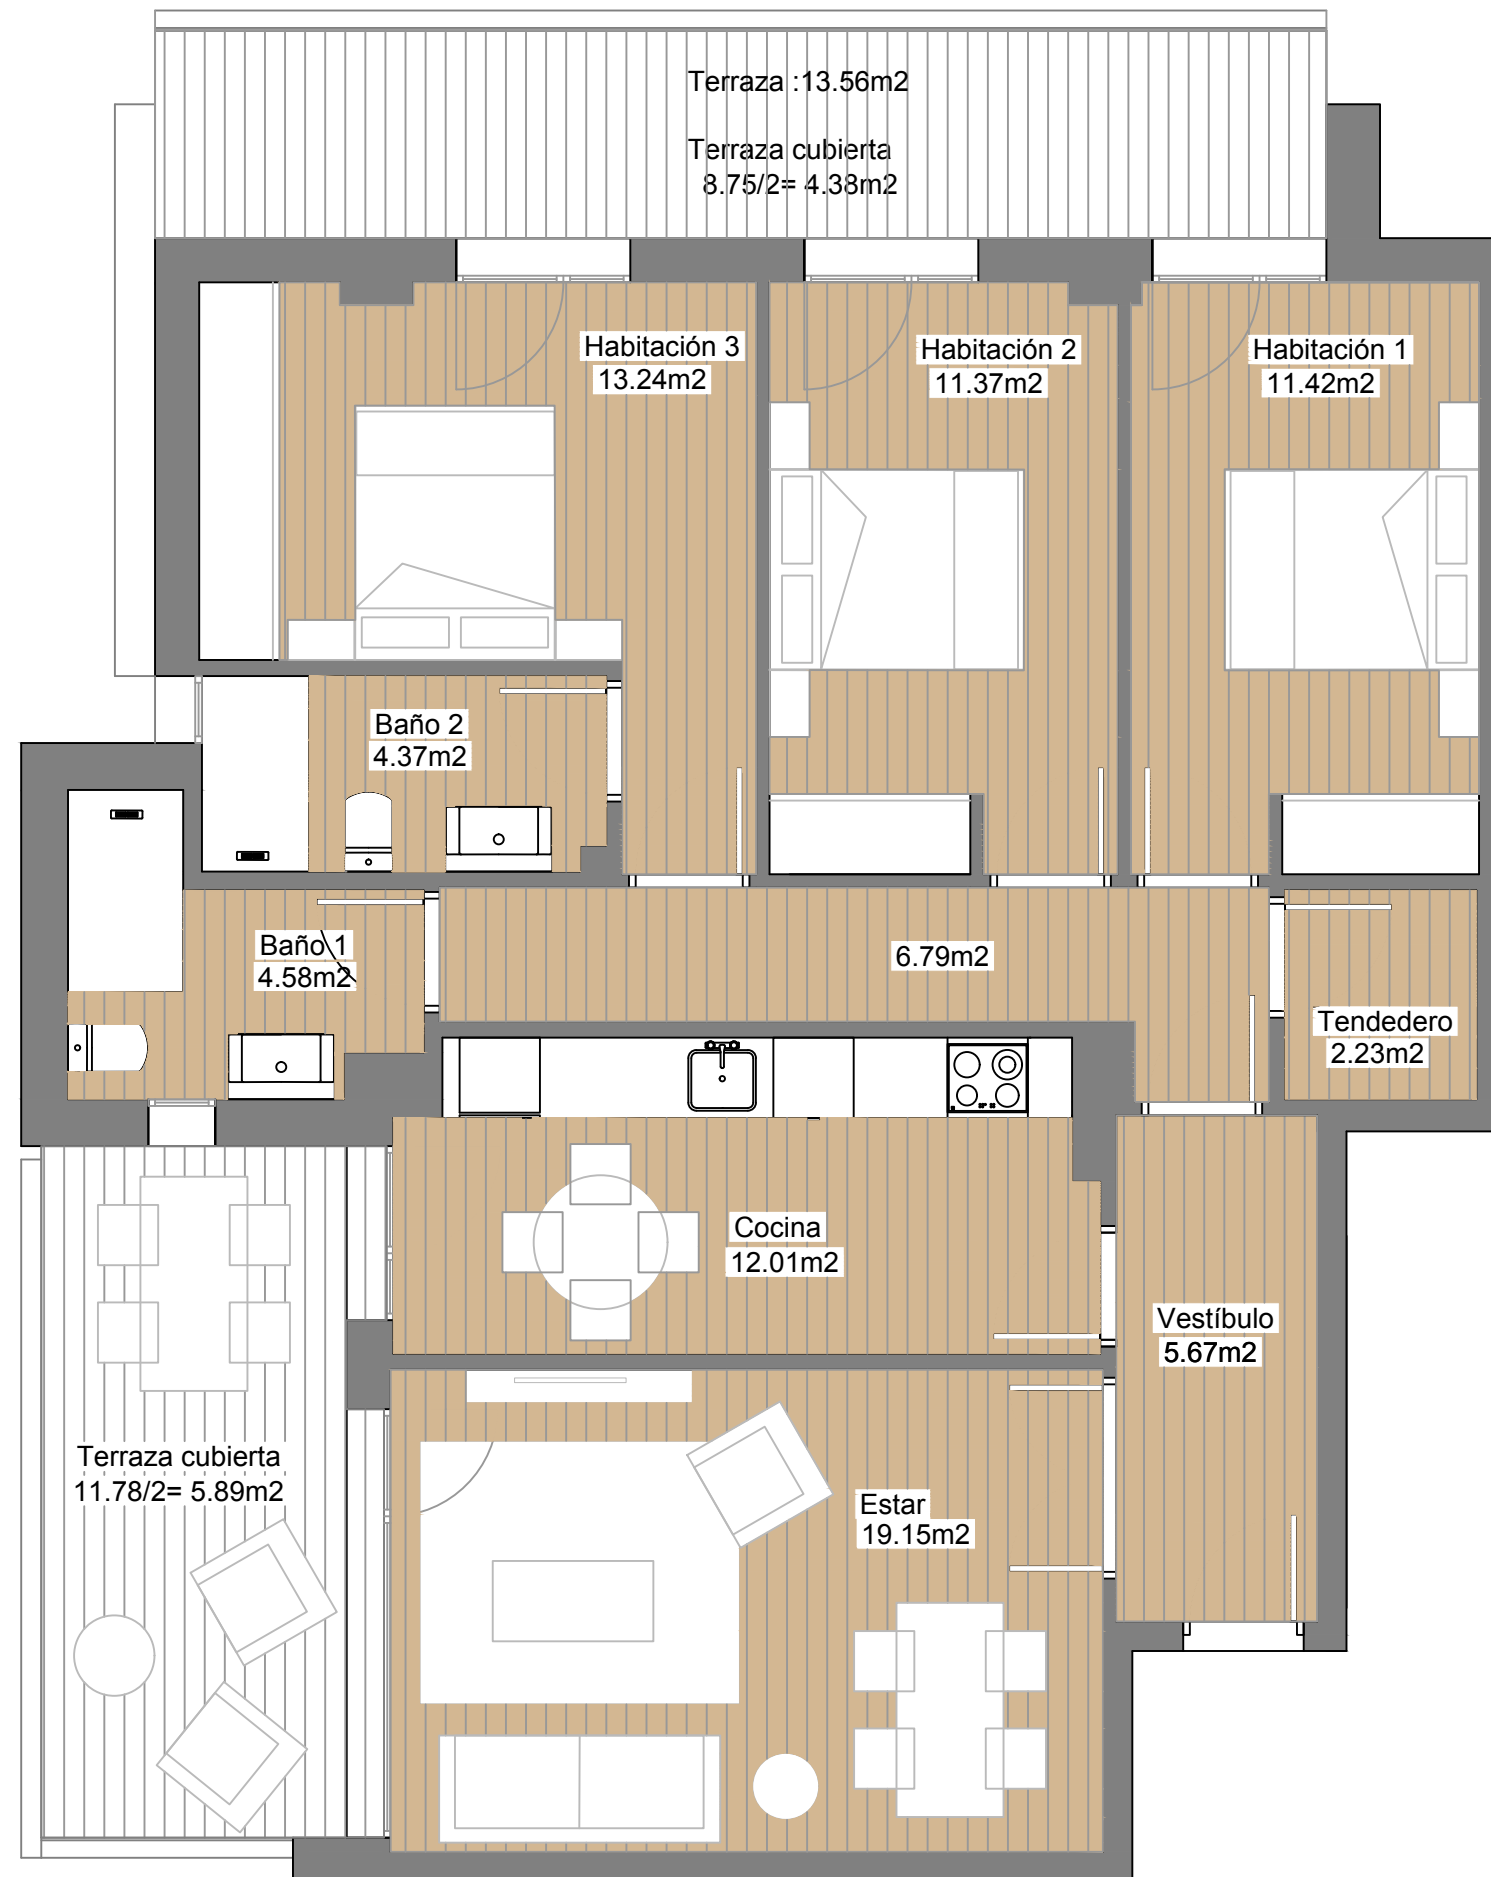 Terraza :13.56m2
Terraza cubierta
8.75/2= 4.38m2
Habitación 3
13.24m2
Habitación 2
11.37m2
Habitación 1
11.42m2
Baño 2
4.37m2
Baño 1
4.58m2
6.79m2
Tendedero
2.23m2
Cocina
12.01m2
Vestíbulo
5.67m2
Terraza cubierta
11.78/2= 5.89m2
Estar
19.15m2